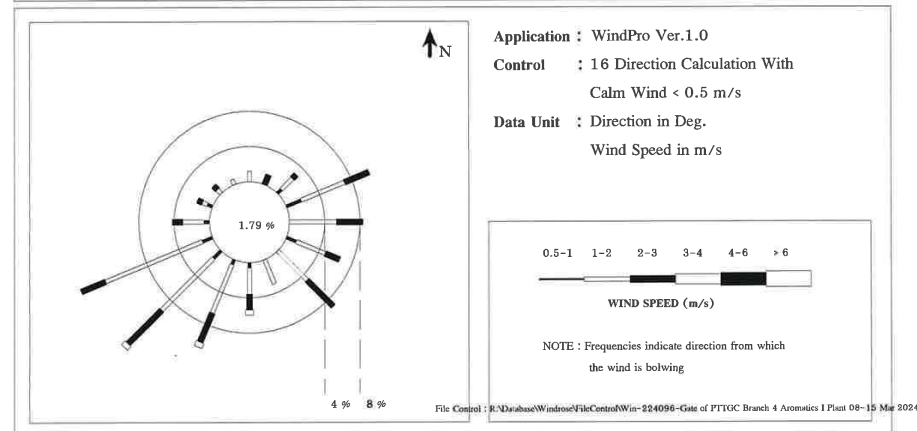 N
Application : WindPro Ver.1.0
Control : 16 Direction Calculation With
Calm Wind < 0.5 m/s
Data Unit : Direction in Deg.
Wind Speed in m/s
1.79 %
0.5-1 1-2 2-3 3-4 4-6 >6
WIND SPEED (m/s)
NOTE : Frequencies indicate direction from which
the wind is bolwing
4 % 8 %
File Control : R:\Database\Windrose\FileControl\Win-224096-Gate of PTTGC Branch 4 Aromatics I Plant 08-15 Mar 2024